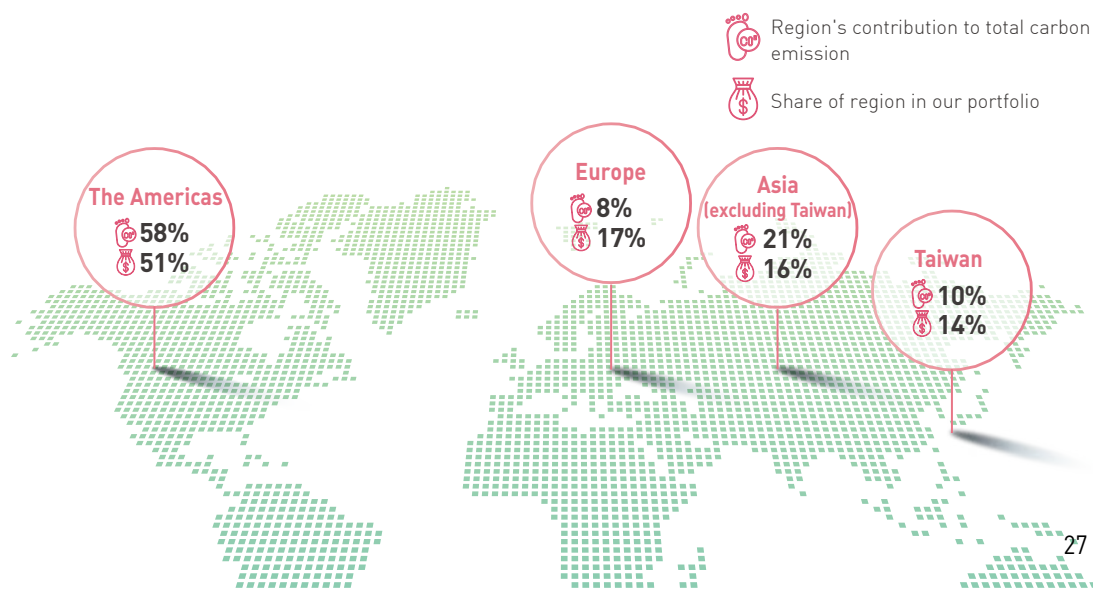 Region's contribution to total carbon
emission
Share of region in our portfolio
The Americas
58%
51%
Europe
8%
17%
Asia
(excluding Taiwan)
21%
16%
Taiwan
10%
14%
27